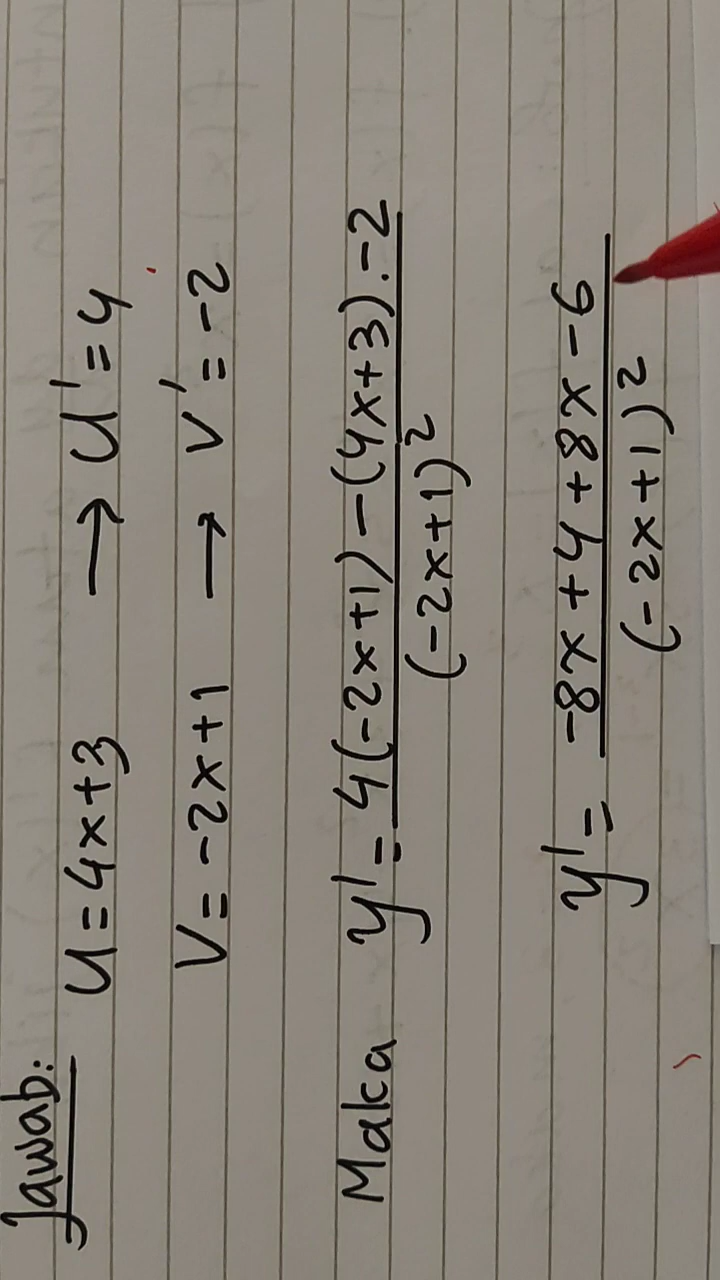 Jawab:
U = 4x+3 → U' = 4
V = -2x+1 → V' = -2
Maka y' = 4(-2x+1) - (4x+3).-2
(-2x+1)²
y' = -8x+4+8x-6
(-2x+1)²